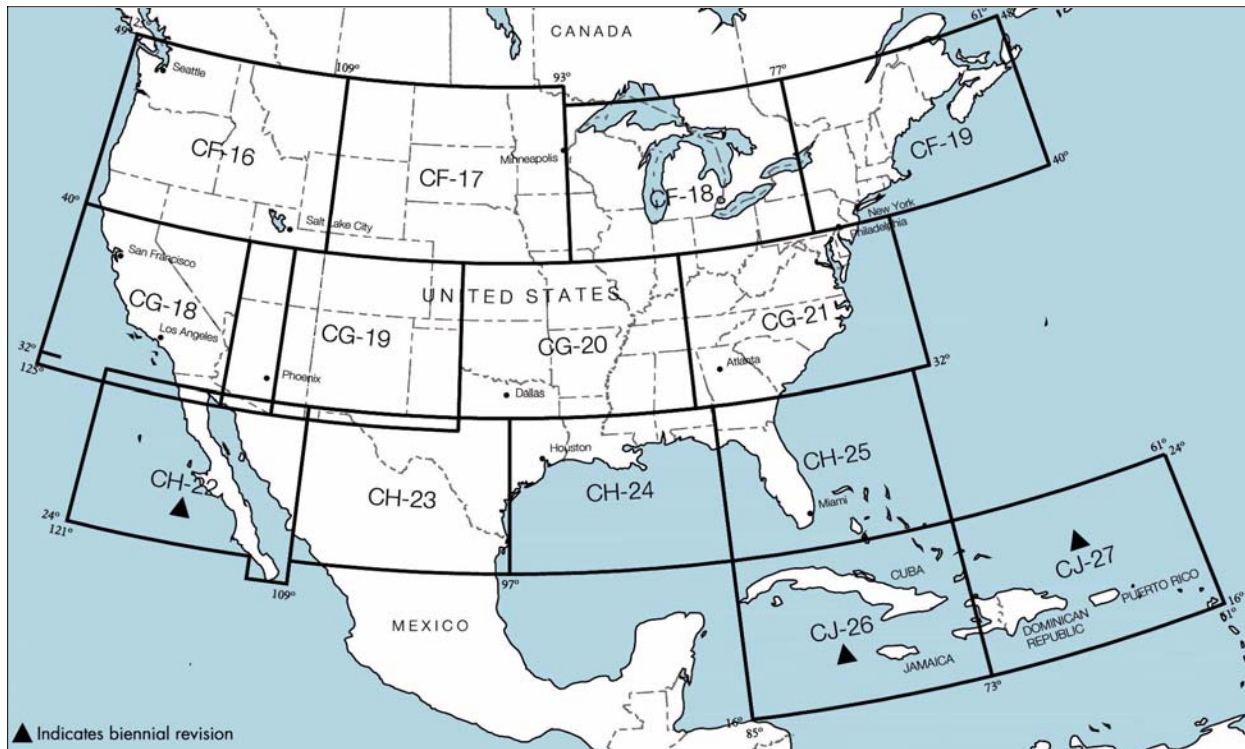 CANADA
125°
49°
109°
93°
77°
61°
48°
Seattle
CF-16
CF-17
Minneapolis
CF-18
CF-19
40°
40°
Salt Lake City
New York
Philadelphia
San Francisco
UNITED STATES
CG-18
CG-19
CG-20
CG-21
Los Angeles
Phoenix
Dallas
Atlanta
32°
125°
32°
Houston
CH-22
CH-23
CH-24
CH-25
Miami
61°
24°
24°
121°
109°
97°
CUBA
CJ-27
PUERTO RICO
16°
61°
MEXICO
CJ-26
DOMINICAN
REPUBLIC
JAMAICA
73°
16°
85°
Indicates biennial revision